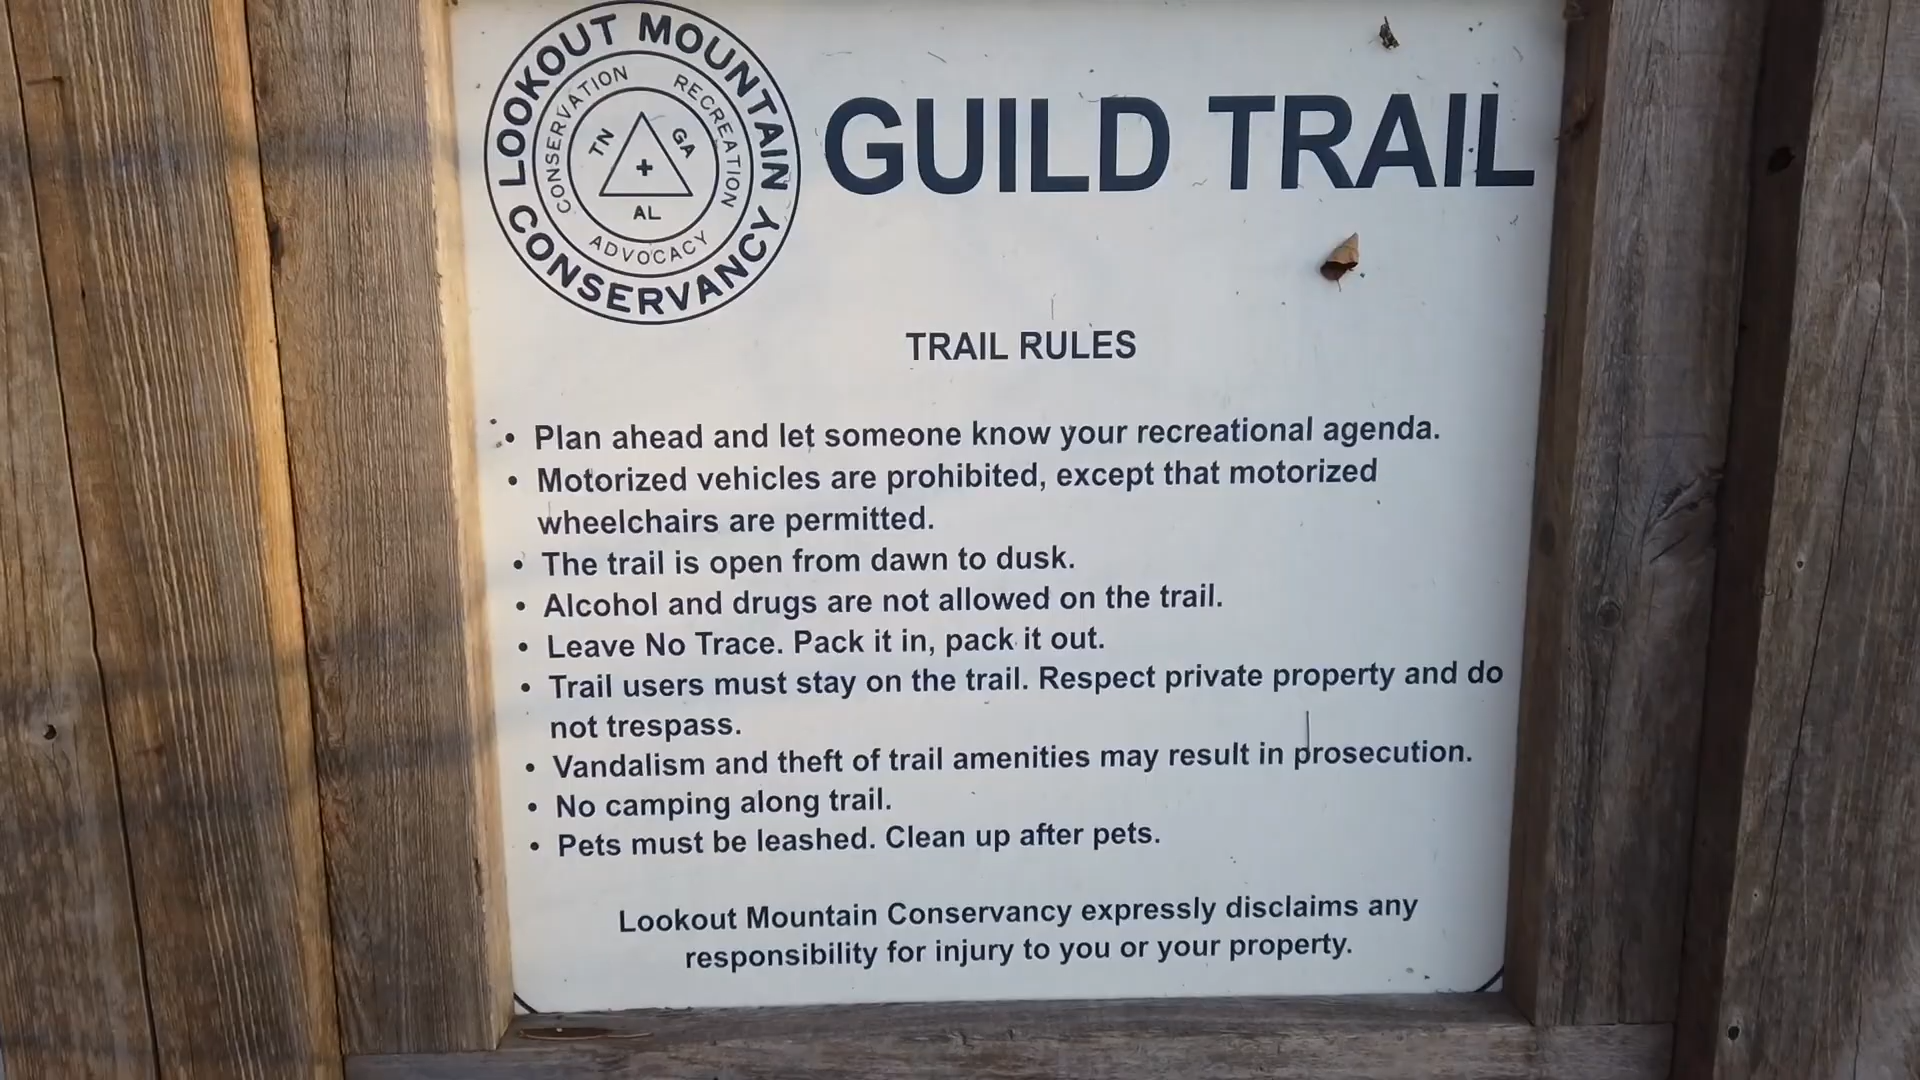 LOOKOUT MOUNTAIN
CONSERVANCY
CONSERVATION
RECREATION
ADVOCACY
TN
GA
+
AL
GUILD TRAIL
TRAIL RULES
• Plan ahead and let someone know your recreational agenda.
• Motorized vehicles are prohibited, except that motorized
wheelchairs are permitted.
• The trail is open from dawn to dusk.
• Alcohol and drugs are not allowed on the trail.
• Leave No Trace. Pack it in, pack it out.
• Trail users must stay on the trail. Respect private property and do
not trespass.
• Vandalism and theft of trail amenities may result in prosecution.
• No camping along trail.
• Pets must be leashed. Clean up after pets.
Lookout Mountain Conservancy expressly disclaims any
responsibility for injury to you or your property.